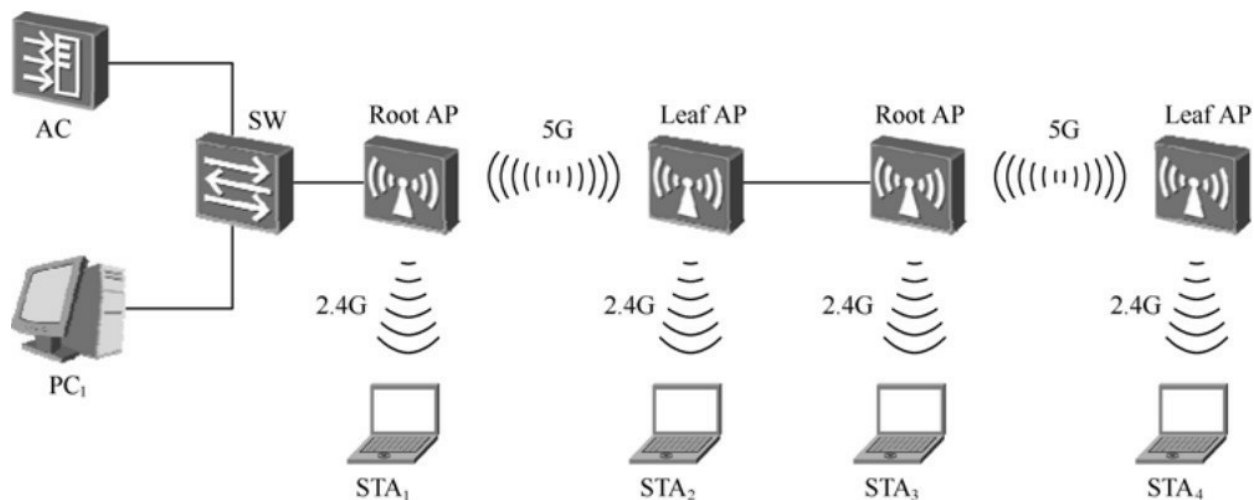 AC
SW
Root AP
5G
Leaf AP
Root AP
5G
Leaf AP
PC₁
2.4G
2.4G
2.4G
2.4G
STA₁
STA₂
STA₃
STA₄